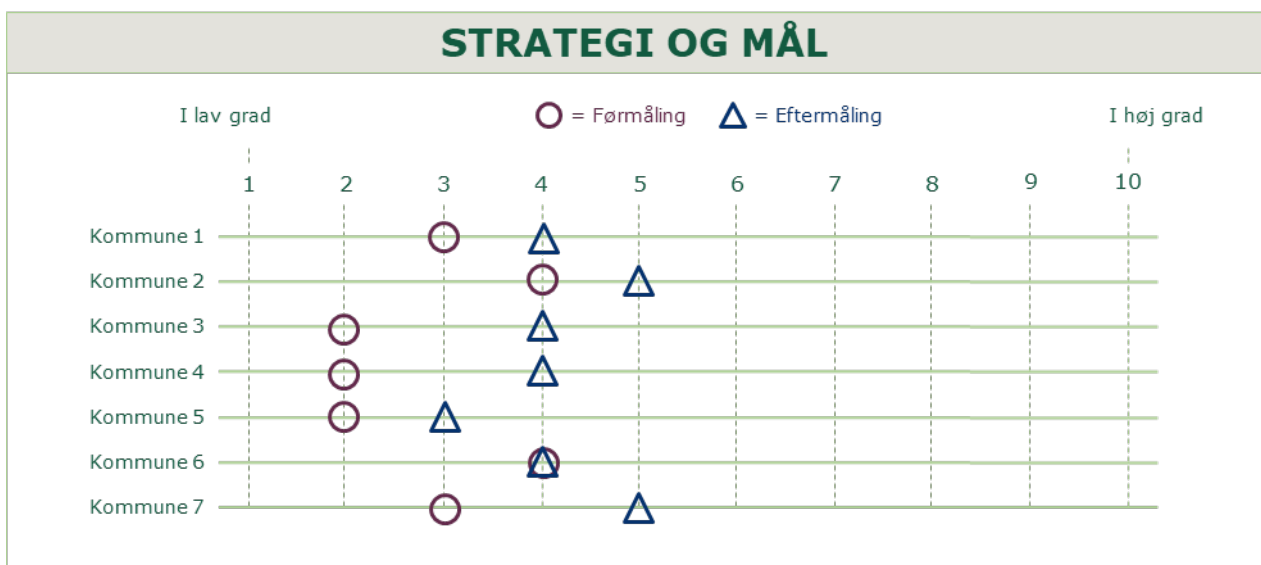 STRATEGI OG MÅL
I lav grad = Førmåling = Eftermåling I høj grad
1 2 3 4 5 6 7 8 9 10
Kommune 1
Kommune 2
Kommune 3
Kommune 4
Kommune 5
Kommune 6
Kommune 7